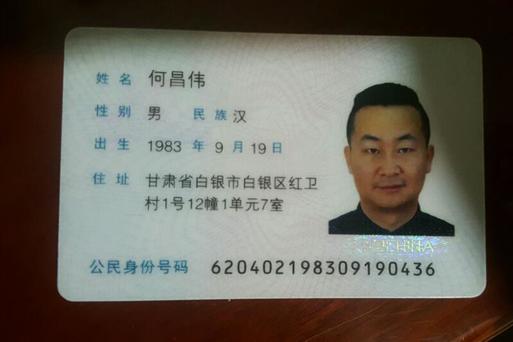 姓名 何昌伟
性别 男 民族 汉
出生 1983 年 9 月 19 日
住址 甘肃省白银市白银区红卫
村1号12幢1单元7室
公民身份号码 620402198309190436